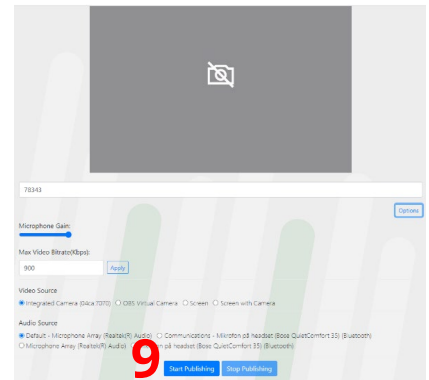 78343
Options
Microphone Gain:
Max Video Bitrate(Kbps):
900 Apply
Video Source
Integrated Camera (04ca:7070) OBS Virtual Camera Screen Screen with Camera
Audio Source
Default - Microphone Array (Realtek(R) Audio) Communications - Mikrofon på headset (Bose QuietComfort 35) (Bluetooth)
Microphone Array (Realtek(R) Audio) på headset (Bose QuietComfort 35) (Bluetooth)
9
Start Publishing Stop Publishing